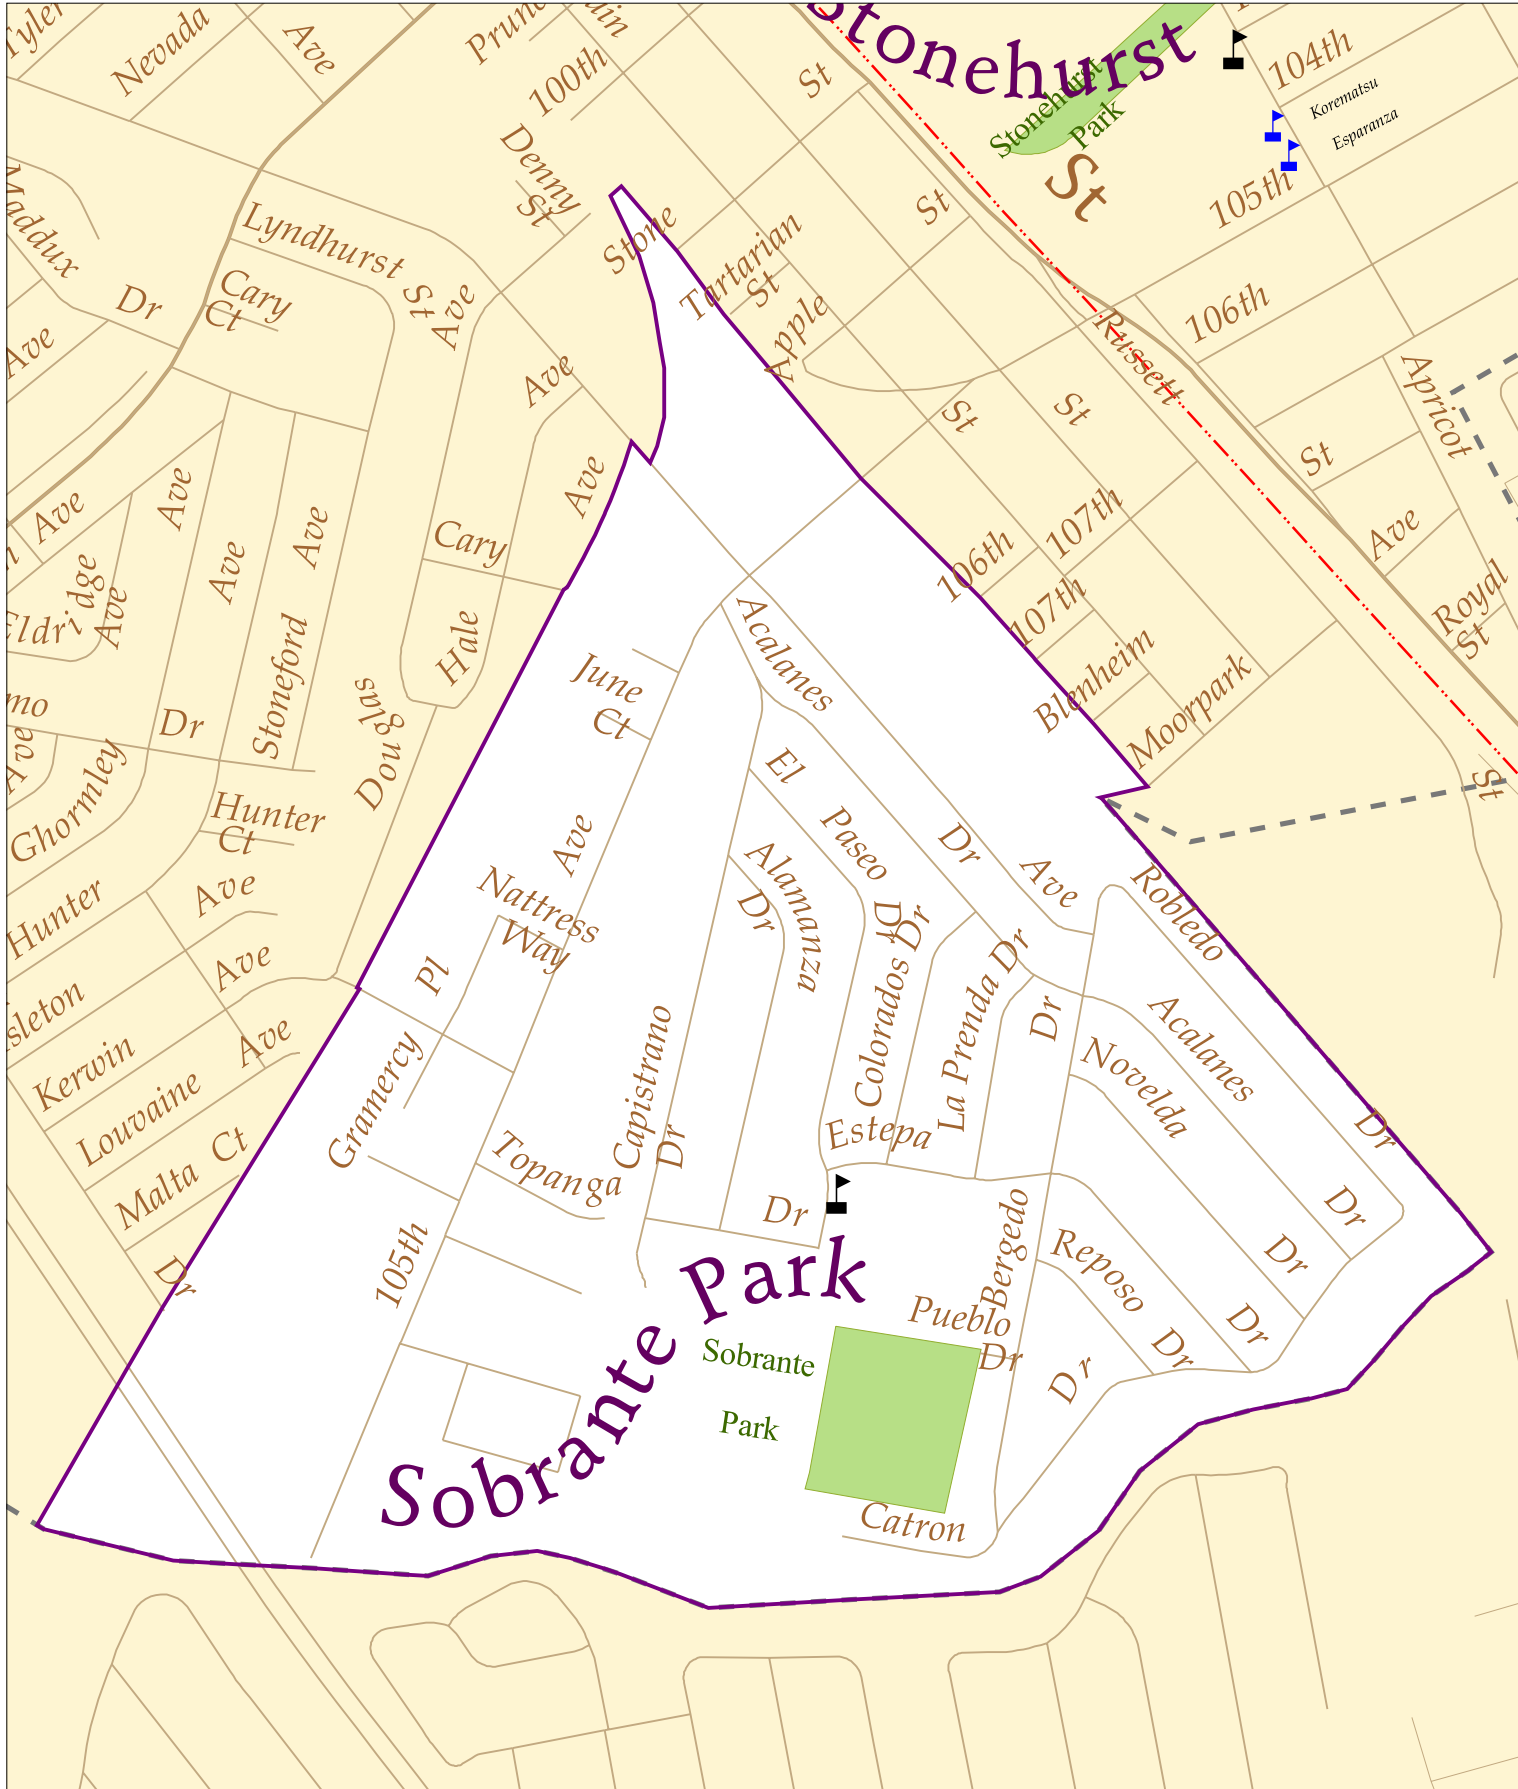 Tyler
Nevada
Ave
Prune
100th
St
Stonehurst
Stonehurst
Park
St
104th
Korematsu
Esparanza
105th
Maddux
Dr
Lyndhurst St
Cary
Ct
Ave
Denny
St
Stone
Tartarian
St
Apple
St
106th
Russett
Apricot
Ave
Ave
St
St
St
Ave
Ave
Ave
Ave
Ave
Cary
Ave
106th
107th
107th
Ave
Royal
St
Eldridge
Ave
Stoneford
Hale
Douglas
June
Ct
Acalanes
Blenheim
Moorpark
mo
Dr
Ave
Ghormley
Hunter
Ct
El Paseo Dr
Dr
Ave
St
Ave
Nattress
Way
Alamanza
Dr
Robledo
Hunter
Ave
sleton
Ave
Pl
Colorados Dr
La Prenda Dr
Dr
Acalanes
Kerwin
Ave
Louvaine
Gramercy
Capistrano
Dr
Novelda
Dr
Malta Ct
Topanga
Dr
Estepa
Dr
Dr
105th
Bergedo
Reposo
Dr
Dr
Dr
Sobrante Park
Pueblo
Dr
Dr
Sobrante
Park
Catron